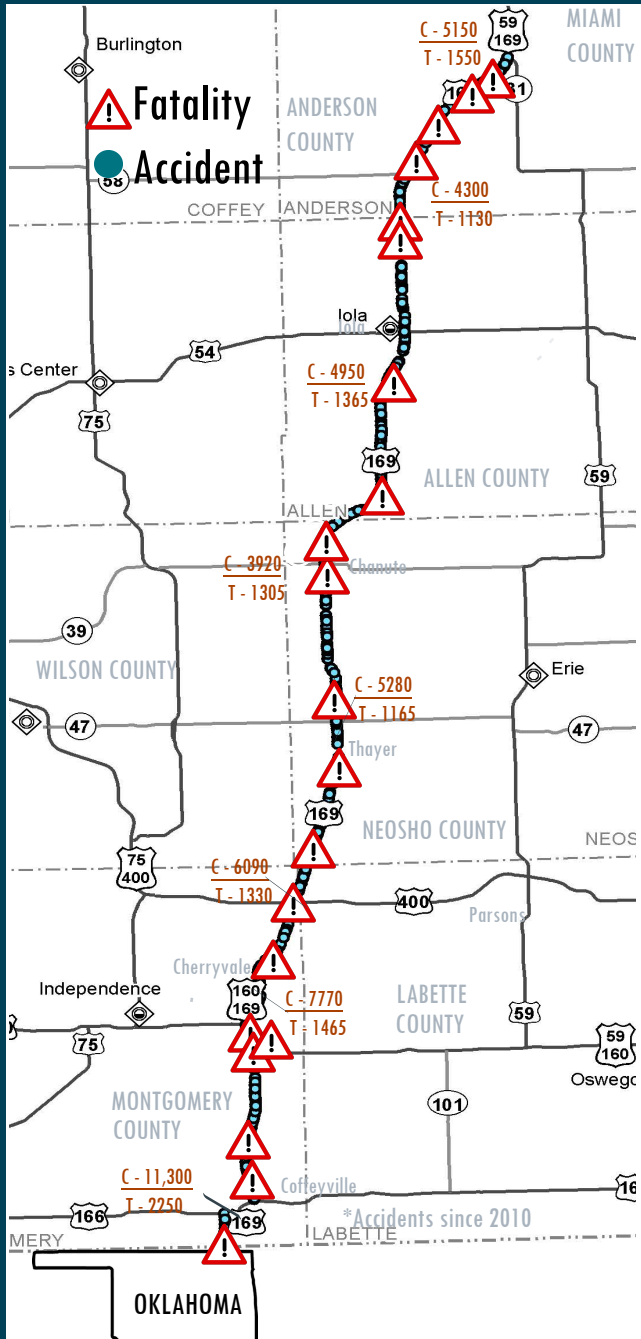 59
169
MIAMI
COUNTY
C - 5150
T - 1550
Burlington
Fatality
ANDERSON
COUNTY
Accident
58
C - 4300
T - 1130
COFFEY
ANDERSON
Iola
Iola
54
s Center
C - 4950
T - 1365
75
169
ALLEN COUNTY
59
ALLEN
C - 3920
T - 1305
Chanute
39
WILSON COUNTY
Erie
C - 5280
T - 1165
47
47
Thayer
169
NEOSHO COUNTY
NEOS
75
400
C - 6090
T - 1330
400
Parsons
Cherryvale
Independence
160
169
C - 7770
T - 1465
LABETTE
COUNTY
59
75
59
160
Oswego
MONTGOMERY
COUNTY
101
C - 11,300
T - 2250
Coffeyville
166
169
*Accidents since 2010
16
MERY
LABETTE
OKLAHOMA